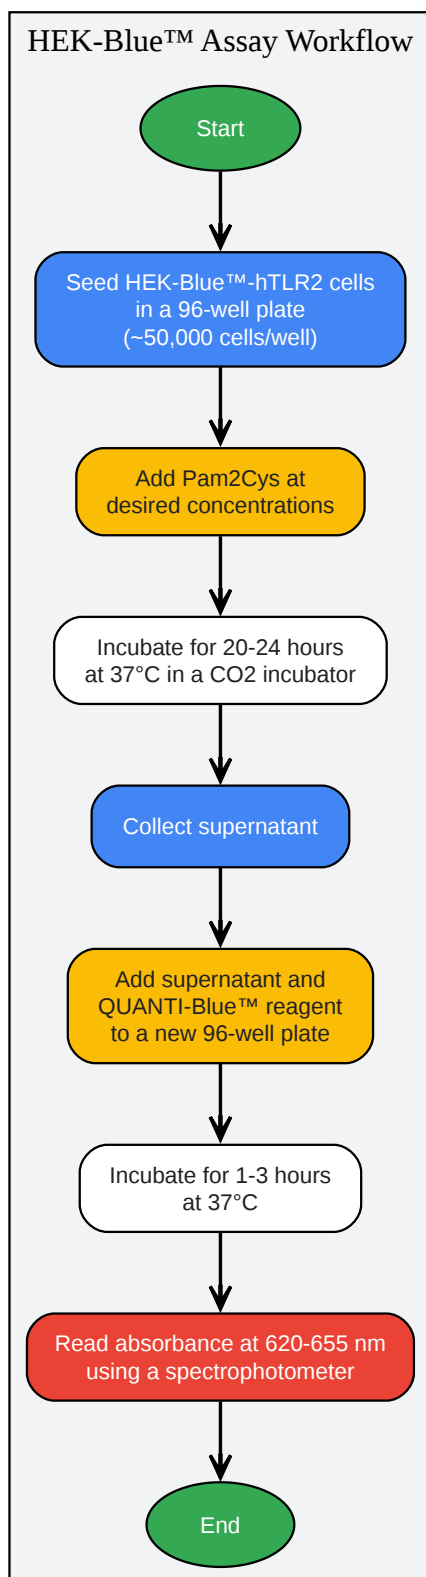 HEK-Blue™ Assay Workflow
Start
Seed HEK-Blue™-hTLR2 cells
in a 96-well plate
(~50,000 cells/well)
Add Pam2Cys at
desired concentrations
Incubate for 20-24 hours
at 37°C in a CO2 incubator
Collect supernatant
Add supernatant and
QUANTI-Blue™ reagent
to a new 96-well plate
Incubate for 1-3 hours
at 37°C
Read absorbance at 620-655 nm
using a spectrophotometer
End